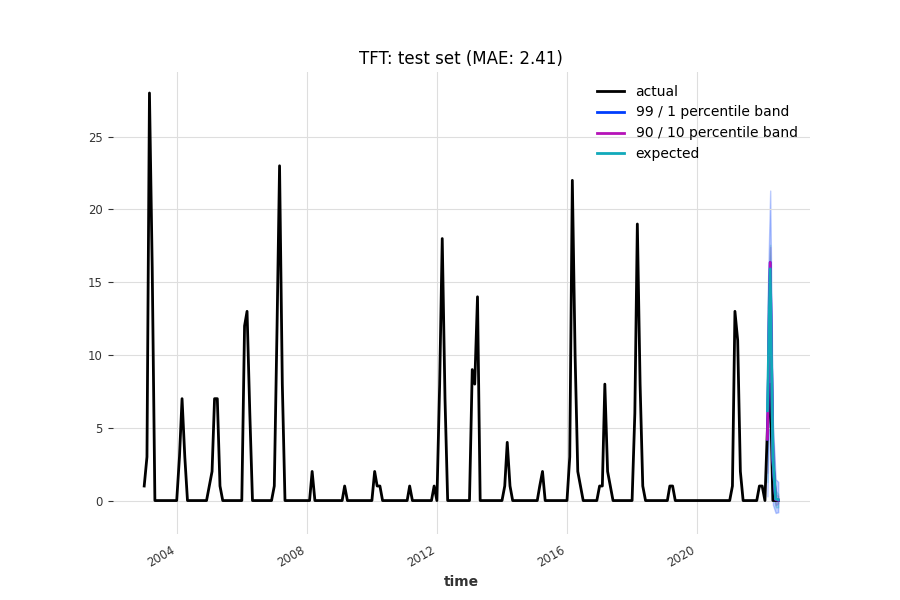 TFT: test set (MAE: 2.41)
actual
99 / 1 percentile band
90 / 10 percentile band
expected
25
20
15
10
5
0
2004
2008
2012
2016
2020
time